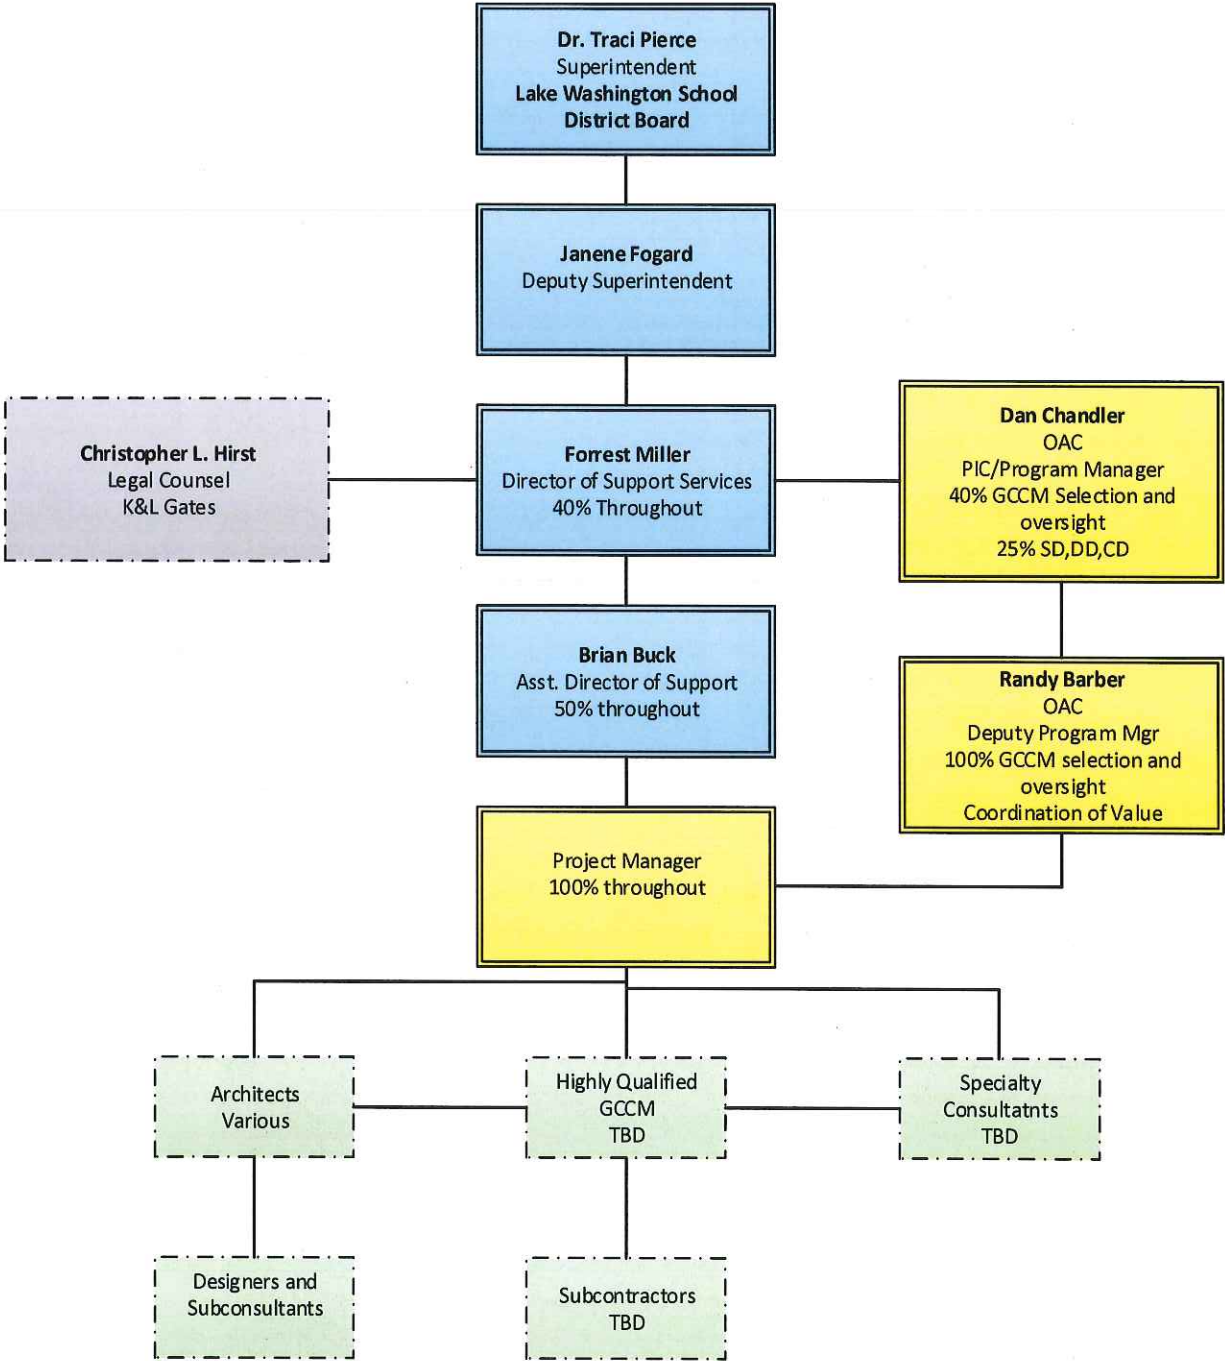 Dr. Traci Pierce
Superintendent
Lake Washington School
District Board
Janene Fogard
Deputy Superintendent
Christopher L. Hirst
Legal Counsel
K&L Gates
Forrest Miller
Director of Support Services
40% Throughout
Dan Chandler
OAC
PIC/Program Manager
40% GCCM Selection and
oversight
25% SD,DD,CD
Brian Buck
Asst. Director of Support
50% throughout
Randy Barber
OAC
Deputy Program Mgr
100% GCCM selection and
oversight
Coordination of Value
Project Manager
100% throughout
Architects
Various
Highly Qualified
GCCM
TBD
Specialty
Consultatnts
TBD
Designers and
Subconsultants
Subcontractors
TBD